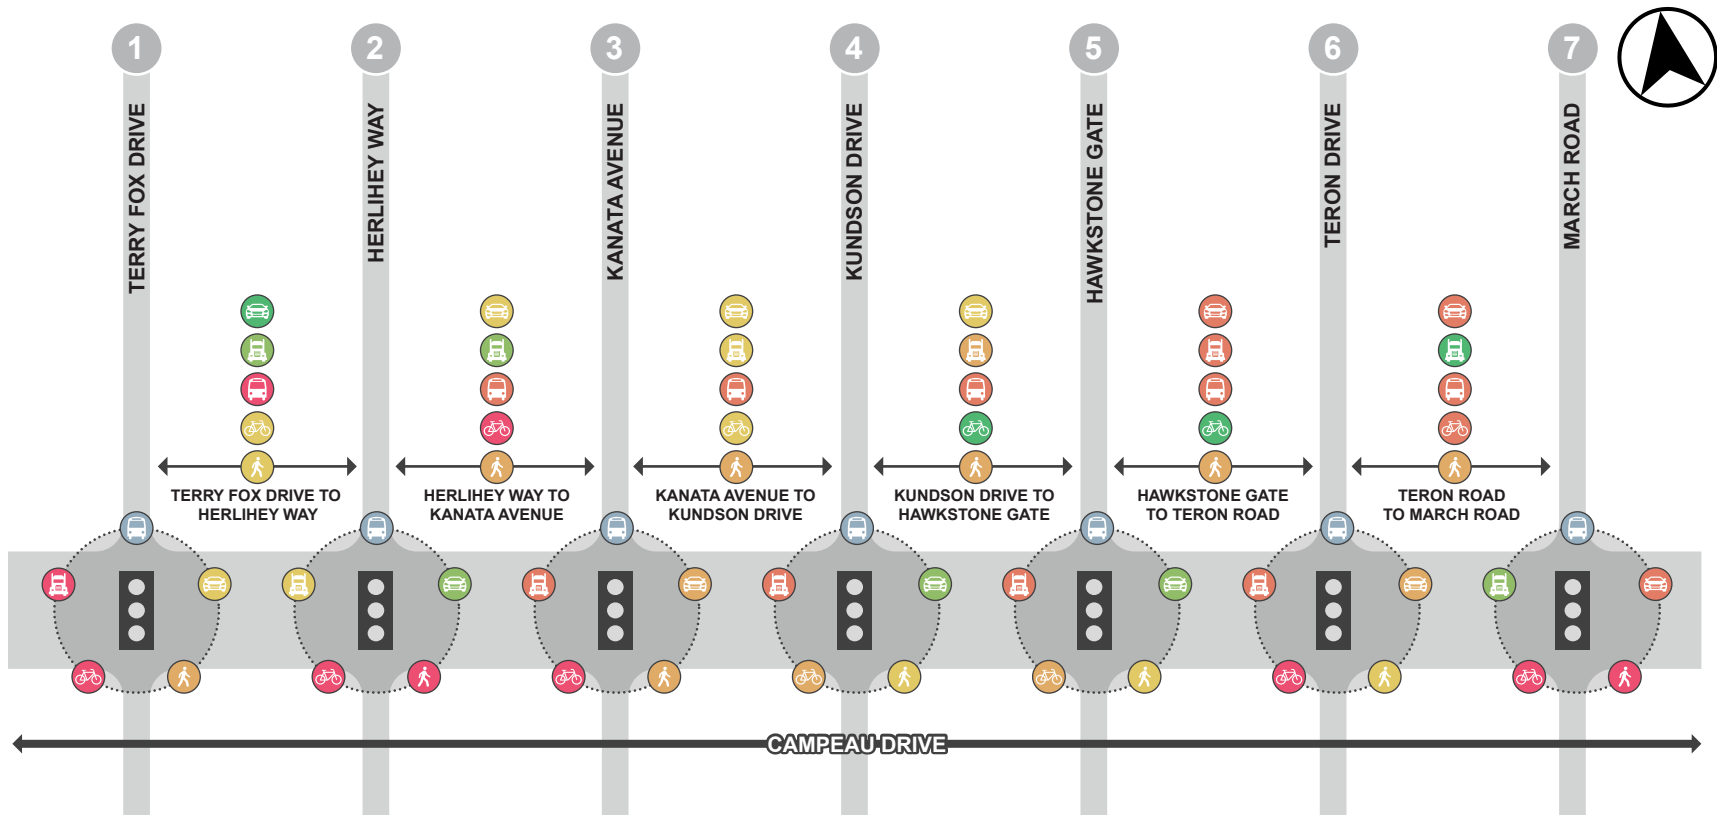 1
2
3
4
5
6
7
TERRY FOX DRIVE
HERLIHEY WAY
KANATA AVENUE
KUNDSON DRIVE
HAWKSTONE GATE
TERON DRIVE
MARCH ROAD
TERRY FOX DRIVE TO
HERLIHEY WAY
HERLIHEY WAY TO
KANATA AVENUE
KANATA AVENUE TO
KUNDSON DRIVE
KUNDSON DRIVE TO
HAWKSTONE GATE
HAWKSTONE GATE
TO TERON ROAD
TERON ROAD
TO MARCH ROAD
CAMPEAU DRIVE